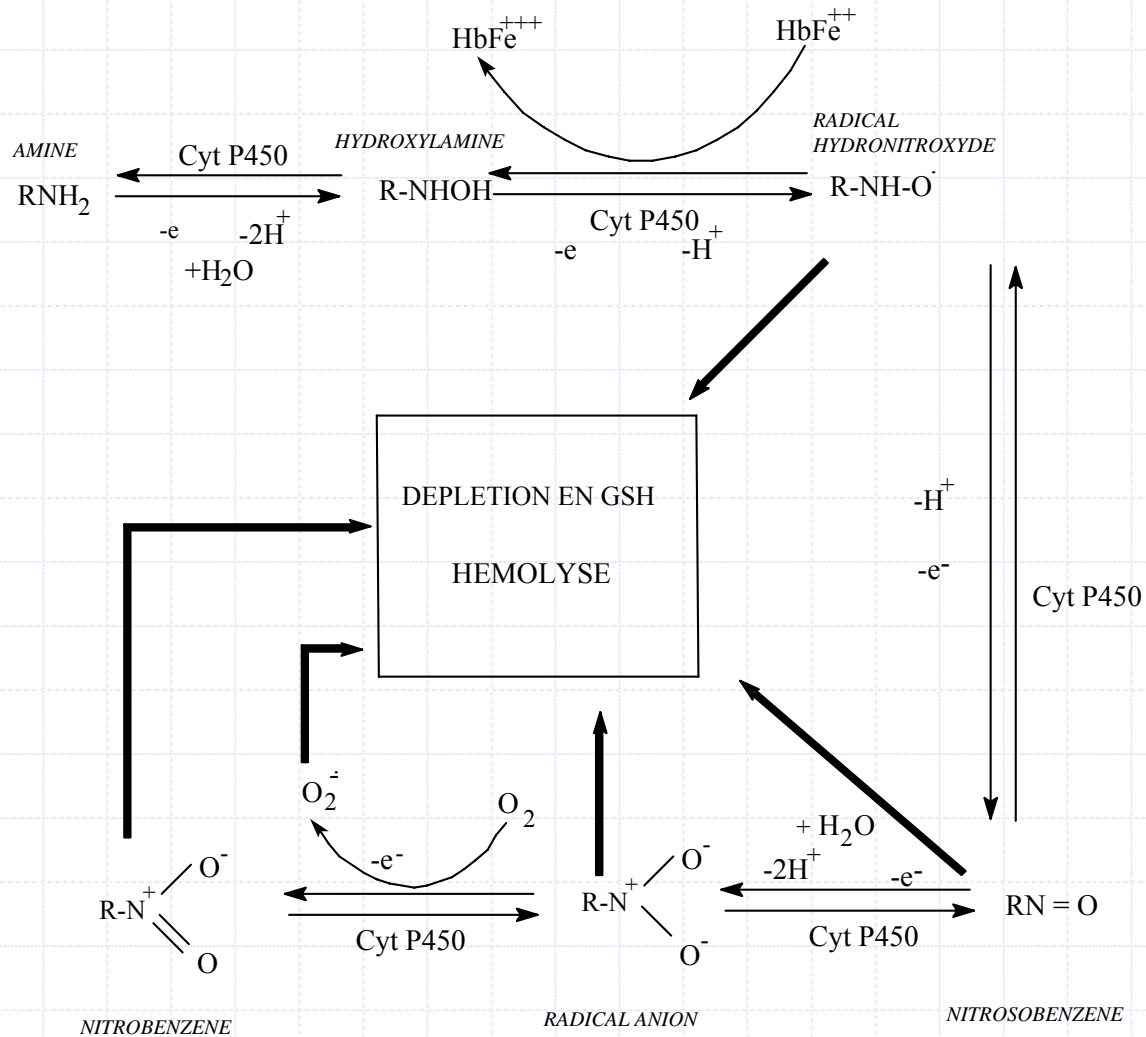 HbFe+++
HbFe++
RADICAL
HYDRONITROXYDE
AMINE
HYDROXYLAMINE
Cyt P450
RNH2
R-NHOH
R-NH-O·
Cyt P450
-e
-2H+
+H2O
-e
-H+
DEPLETION EN GSH
HEMOLYSE
-H+
-e-
Cyt P450
O2·-
O2
-e-
+ H2O
-2H+
-e-
R-N+
O-
O
R-N+
O-
O-
RN = O
Cyt P450
Cyt P450
NITROBENZENE
RADICAL ANION
NITROSOBENZENE